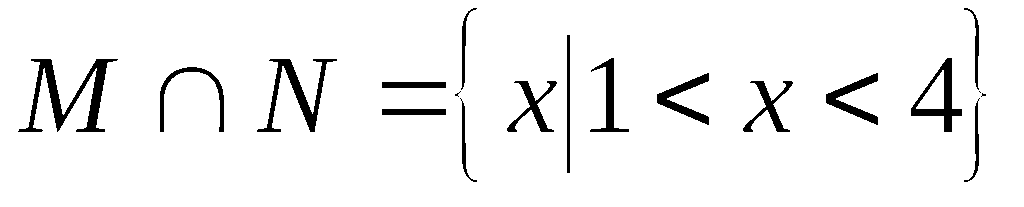 M ∩ N = { x | 1 < x < 4 }